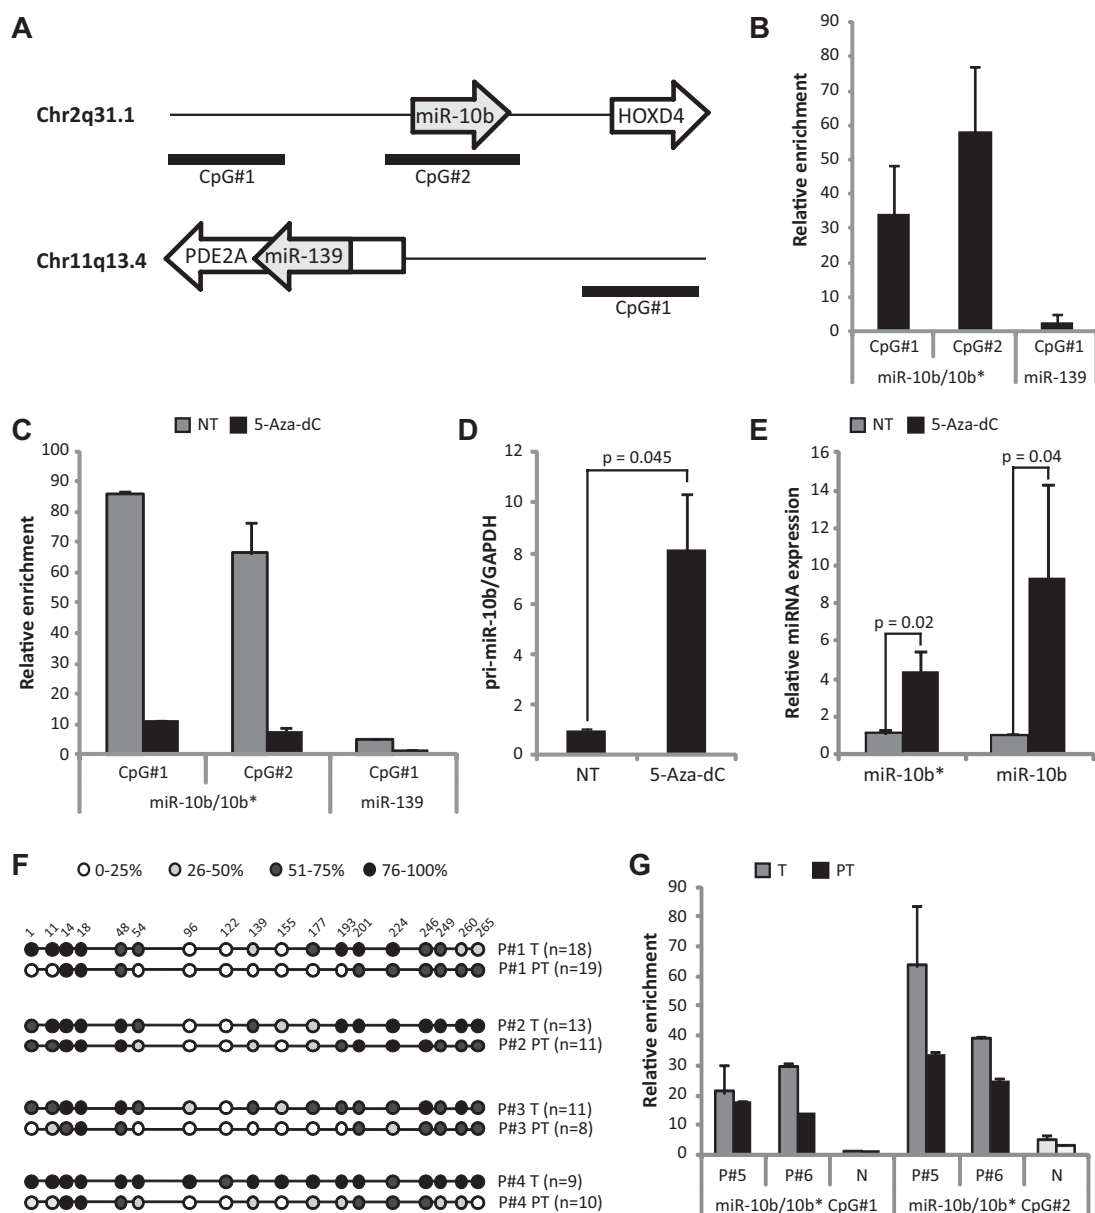 A
Chr2q31.1
miR-10b
HOXD4
CpG#1
CpG#2
Chr11q13.4
PDE2A
miR-139
CpG#1
B
Relative enrichment
90
80
70
60
50
40
30
20
10
0
CpG#1
CpG#2
CpG#1
miR-10b/10b*
miR-139
C
NT
5-Aza-dC
Relative enrichment
100
90
80
70
60
50
40
30
20
10
0
CpG#1
CpG#2
CpG#1
miR-10b/10b*
miR-139
D
pri-miR-10b/GAPDH
12
10
8
6
4
2
0
p = 0.045
NT
5-Aza-dC
E
NT
5-Aza-dC
Relative miRNA expression
16
14
12
10
8
6
4
2
0
p = 0.02
p = 0.04
miR-10b*
miR-10b
F
0-25%
26-50%
51-75%
76-100%
1 11 14 18 48 54 96 122 139 155 177 193 201 224 246 249 260 265
P#1 T (n=18)
P#1 PT (n=19)
P#2 T (n=13)
P#2 PT (n=11)
P#3 T (n=11)
P#3 PT (n=8)
P#4 T (n=9)
P#4 PT (n=10)
G
T
PT
Relative enrichment
90
80
70
60
50
40
30
20
10
0
P#5
P#6
N
P#5
P#6
N
miR-10b/10b* CpG#1
miR-10b/10b* CpG#2